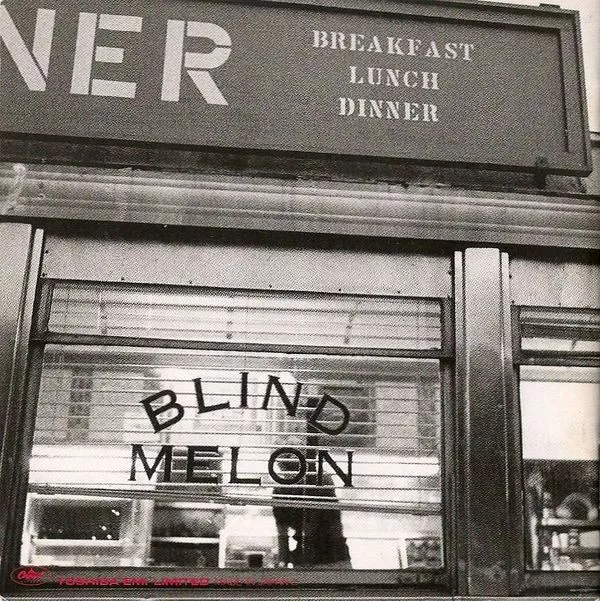 NER
BREAKFAST
LUNCH
DINNER
BLIND
MELON
TOSHIBA EMI LIMITED